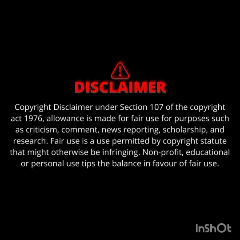 DISCLAIMER
Copyright Disclaimer under Section 107 of the copyright
act 1976, allowance is made for fair use for purposes such
as criticism, comment, news reporting, scholarship, and
research. Fair use is a use permitted by copyright statute
that might otherwise be infringing. Non-profit, educational
or personal use tips the balance in favour of fair use.
InShOt